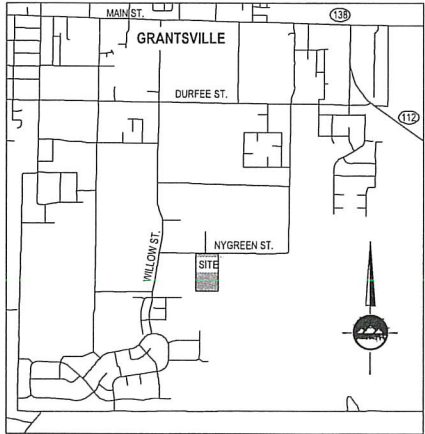 MAIN ST.
138
GRANTSVILLE
DURFEE ST.
112
WILLOW ST.
NYGREEN ST.
SITE